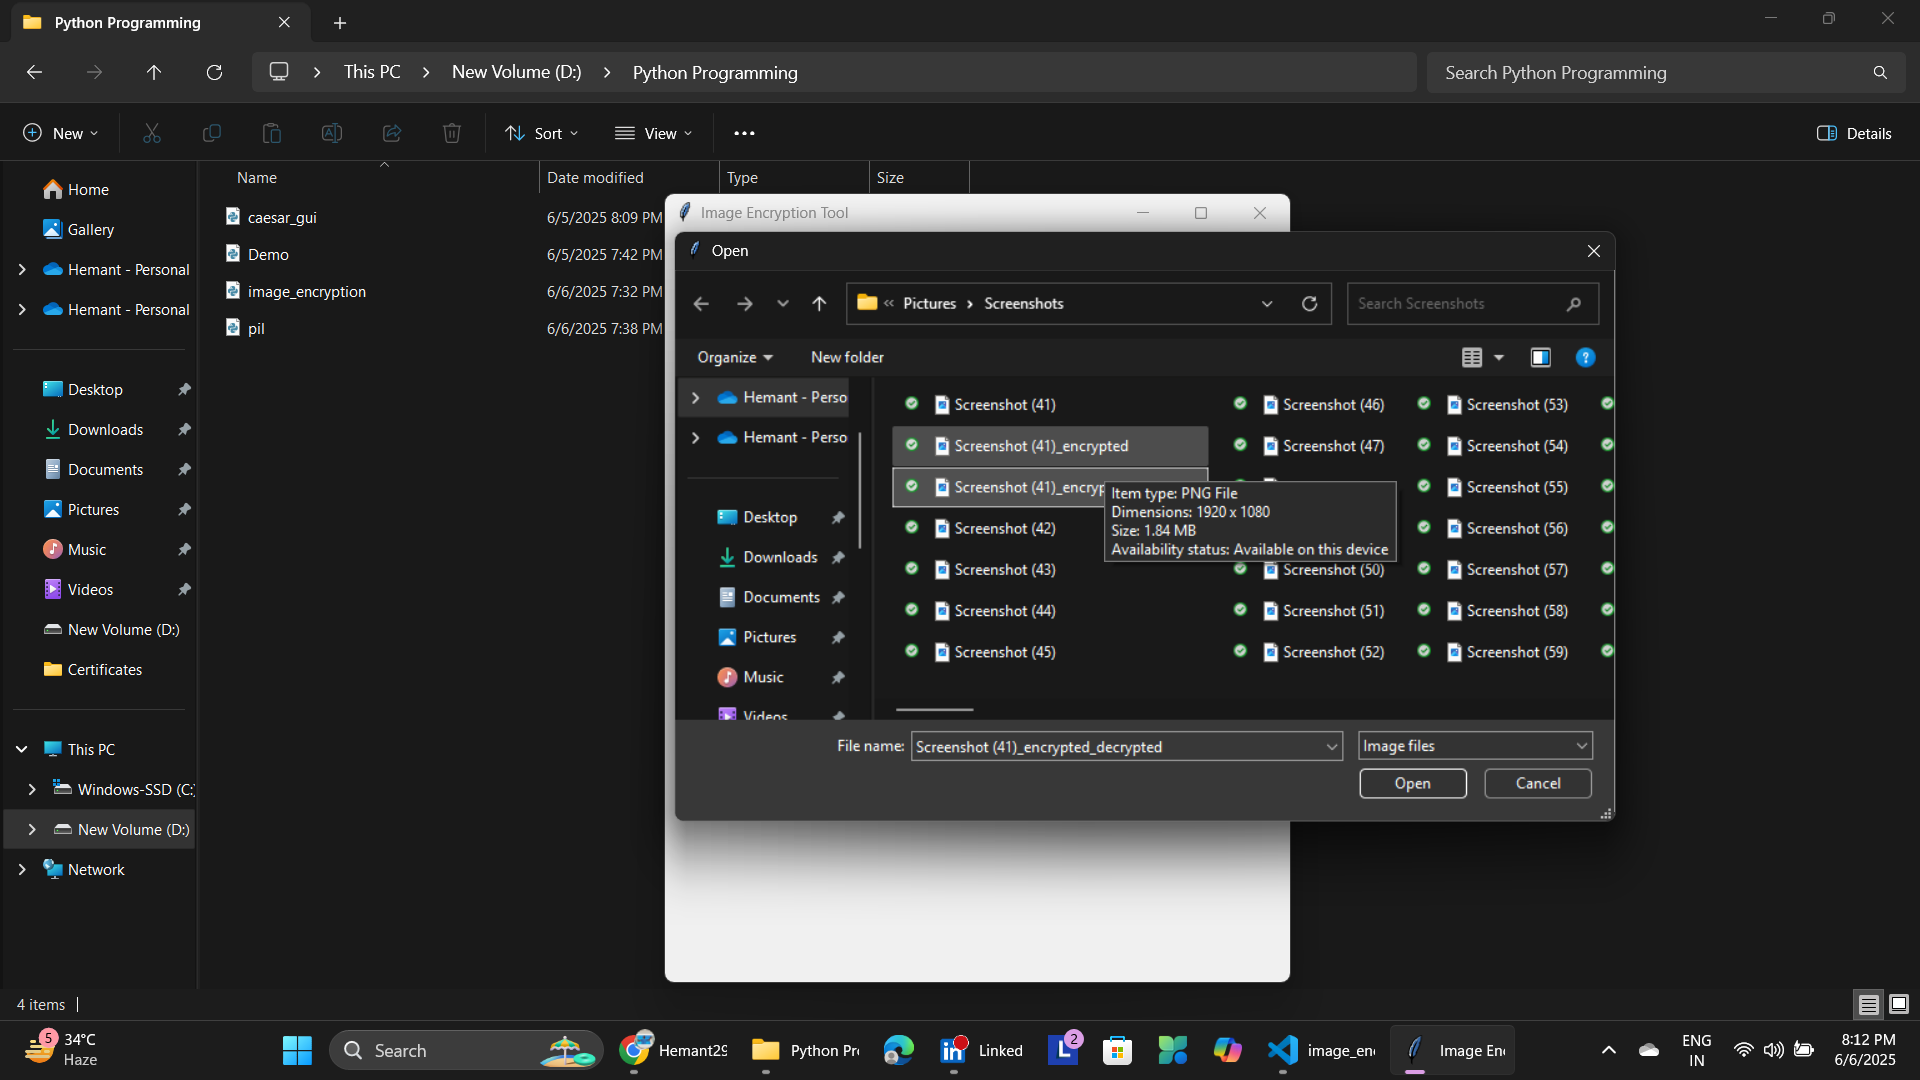 Python Programming
This PC
New Volume (D:)
Python Programming
Search Python Programming
New
Sort
View
Details
Name
Date modified
Type
Size
caesar_gui
6/5/2025 8:09 PM
Demo
6/5/2025 7:42 PM
image_encryption
6/6/2025 7:32 PM
pil
6/6/2025 7:38 PM
Home
Gallery
Hemant - Personal
Hemant - Personal
Desktop
Downloads
Documents
Pictures
Music
Videos
New Volume (D:)
Certificates
This PC
Windows-SSD (C:
New Volume (D:)
Network
4 items
Image Encryption Tool
Open
Pictures
Screenshots
Search Screenshots
Organize
New folder
Hemant - Perso
Hemant - Perso
Desktop
Downloads
Documents
Pictures
Music
Videos
Screenshot (41)
Screenshot (41)_encrypted
Screenshot (41)_encryp
Screenshot (42)
Screenshot (43)
Screenshot (44)
Screenshot (45)
Screenshot (46)
Screenshot (47)
Screenshot (50)
Screenshot (51)
Screenshot (52)
Screenshot (53)
Screenshot (54)
Screenshot (55)
Screenshot (56)
Screenshot (57)
Screenshot (58)
Screenshot (59)
Item type: PNG File
Dimensions: 1920 x 1080
Size: 1.84 MB
Availability status: Available on this device
File name:
Screenshot (41)_encrypted_decrypted
Image files
Open
Cancel
5
34°C
Haze
Search
Hemant29
Python Pr
Linked
L
2
image_en
Image En
ENG
IN
8:12 PM
6/6/2025